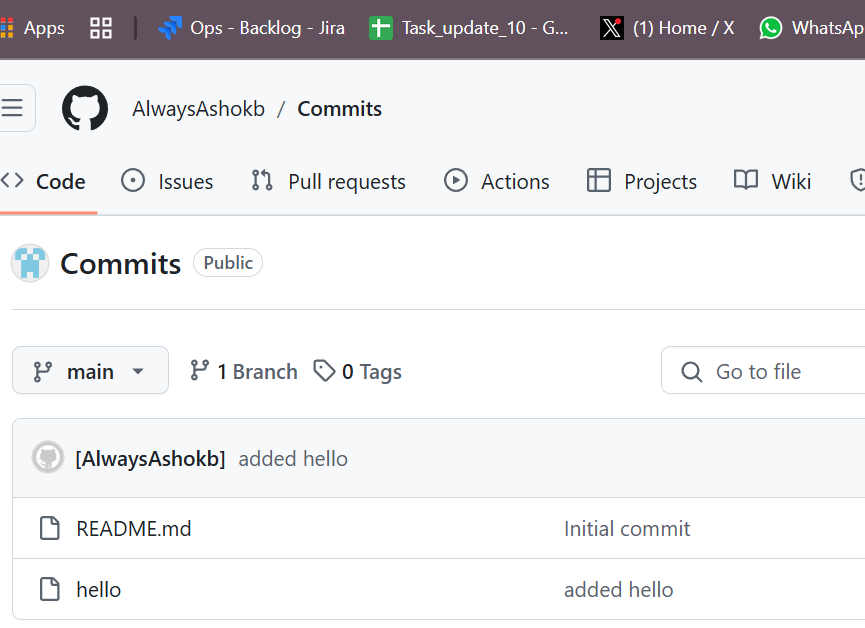 Apps Ops - Backlog - Jira Task_update_10 - G... (1) Home / X WhatsAp
AlwaysAshokb / Commits
Code Issues Pull requests Actions Projects Wiki
Commits Public
main 1 Branch 0 Tags Go to file
[AlwaysAshokb] added hello
README.md Initial commit
hello added hello